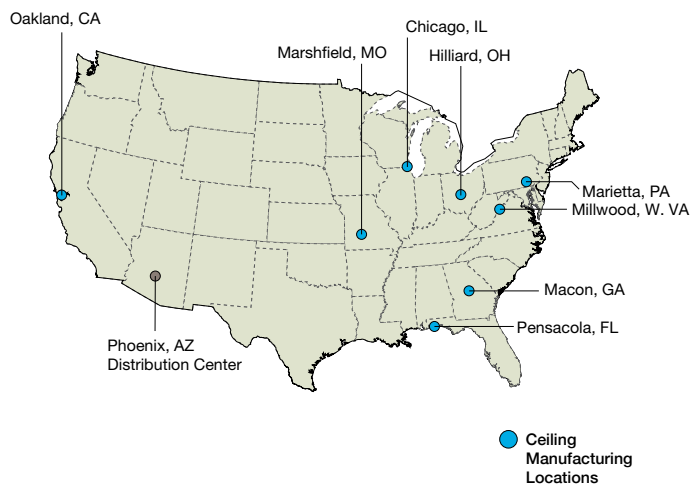 Oakland, CA
Chicago, IL
Marshfield, MO
Hilliard, OH
Marietta, PA
Millwood, W. VA
Macon, GA
Pensacola, FL
Phoenix, AZ
Distribution Center
Ceiling
Manufacturing
Locations